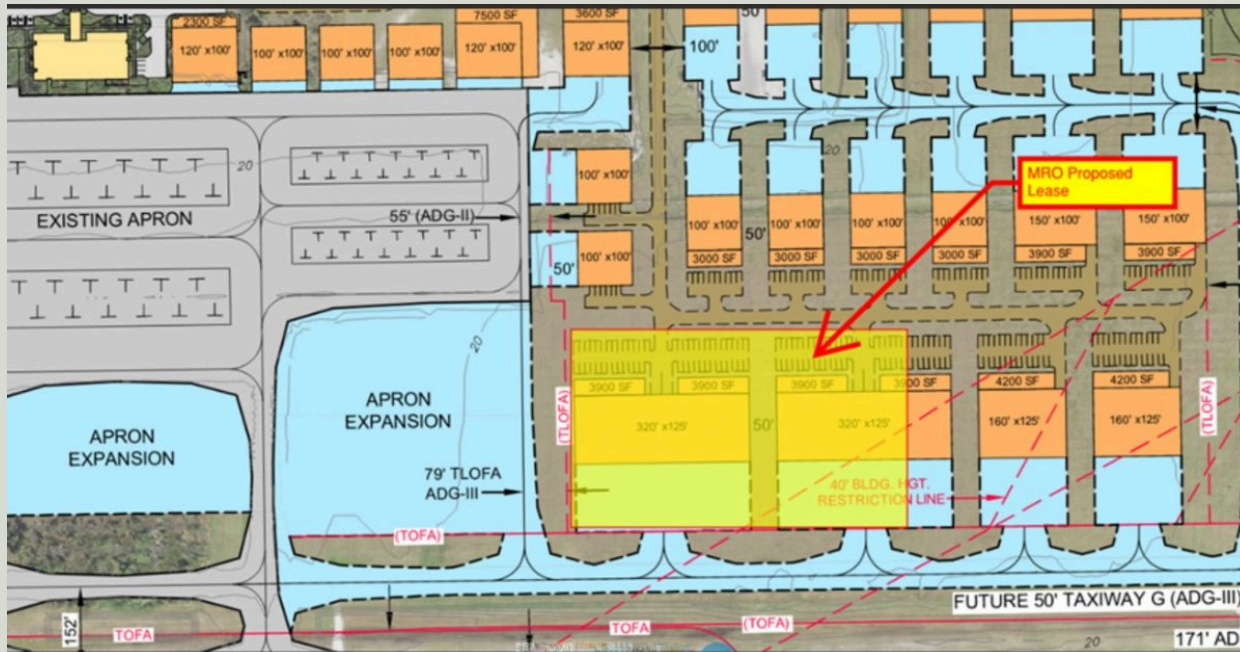 2300 SF
7500 SF
3600 SF
50'
120' x100'
100' x100'
100' x100'
100' x100'
120' x100'
120' x100'
100'
20
20
MRO Proposed
Lease
EXISTING APRON
55' (ADG-II)
100' x100'
100' x100'
50'
100' x100'
100' x100'
50'
100' x100'
100' x100'
150' x100'
150' x100'
3000 SF
3000 SF
3000 SF
3000 SF
3900 SF
3900 SF
20
APRON
EXPANSION
APRON
EXPANSION
(TLOFA)
(TLOFA)
3900 SF
3900 SF
3900 SF
3900 SF
4200 SF
4200 SF
320' x125'
50'
320' x125'
160' x125'
160' x125'
79' TLOFA
ADG-III
40' BLDG. HGT.
RESTRICTION LINE
(TOFA)
FUTURE 50' TAXIWAY G (ADG-III)
152'
TOFA
TOFA
(TOFA)
20
171' AD